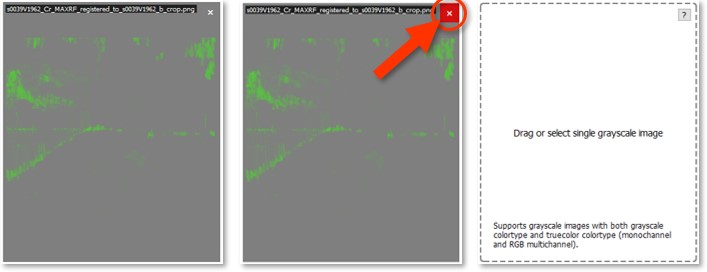 s0039V1962_Cr_MAXRF_registered_to_s0039V1962_b_crop.png ×
s0039V1962_Cr_MAXRF_registered_to_s0039V1962_b_crop.png ×
?
Drag or select single grayscale image
Supports grayscale images with both grayscale
colortype and truecolor colortype (monochannel
and RGB multichannel).